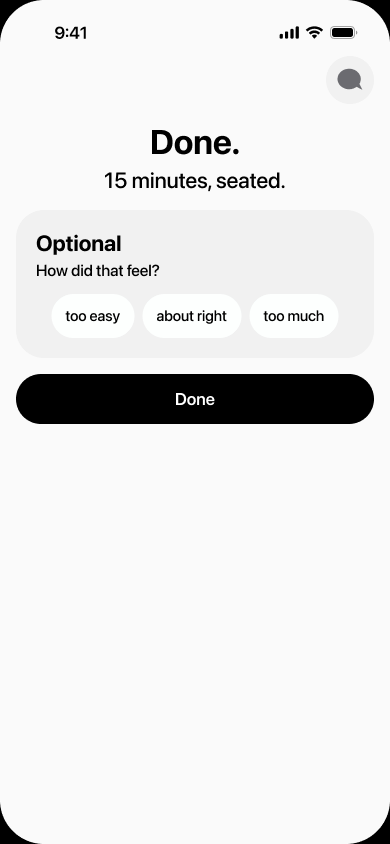 9:41
Done.
15 minutes, seated.
Optional
How did that feel?
too easy
about right
too much
Done